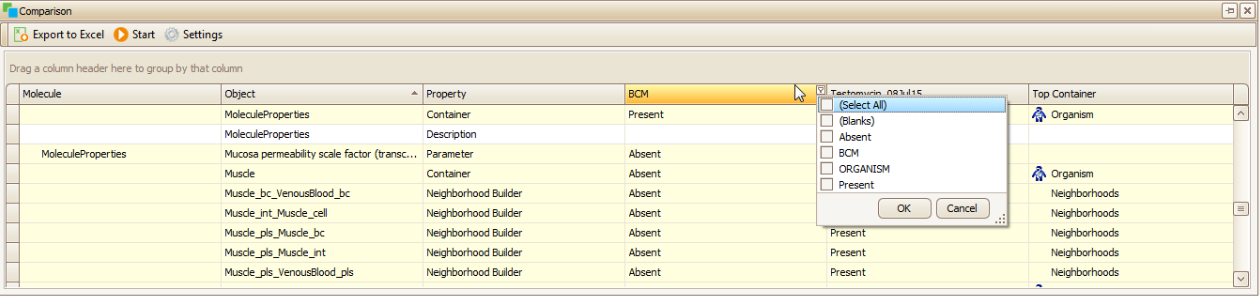 Comparison
Export to Excel Start Settings
Drag a column header here to group by that column
Molecule Object Property BCM Testomycin_08Jul15 Top Container
MoleculeProperties Container Present (Select All) Organism
MoleculeProperties Description (Blanks)
Absent
MoleculeProperties Mucosa permeability scale factor (transc... Parameter Absent BCM
Muscle Container Absent ORGANISM Organism
Muscle_bc_VenousBlood_bc Neighborhood Builder Absent Present Neighborhoods
Muscle_int_Muscle_cell Neighborhood Builder Absent OK Cancel Neighborhoods
Muscle_pls_Muscle_bc Neighborhood Builder Absent Present Neighborhoods
Muscle_pls_Muscle_int Neighborhood Builder Absent Present Neighborhoods
Muscle_pls_VenousBlood_pls Neighborhood Builder Absent Present Neighborhoods